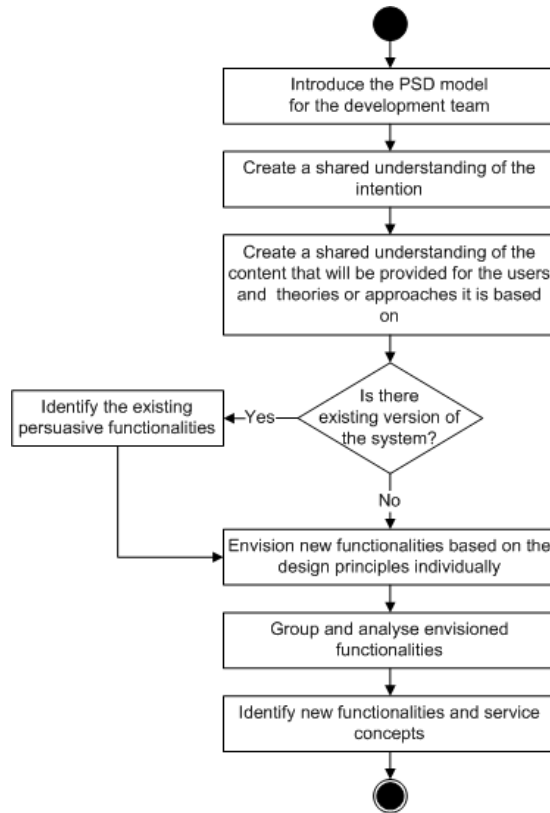 Introduce the PSD model
for the development team
Create a shared understanding of the
intention
Create a shared understanding of the
content that will be provided for the users
and theories or approaches it is based
on
Is there
existing version of
the system?
Yes
Identify the existing
persuasive functionalities
No
Envision new functionalities based on the
design principles individually
Group and analyse envisioned
functionalities
Identify new functionalities and service
concepts